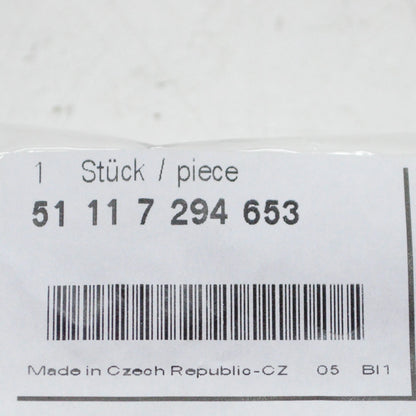 1 Stück / piece
51 11 7 294 653
Made in Czech Republic-CZ 05 BI1